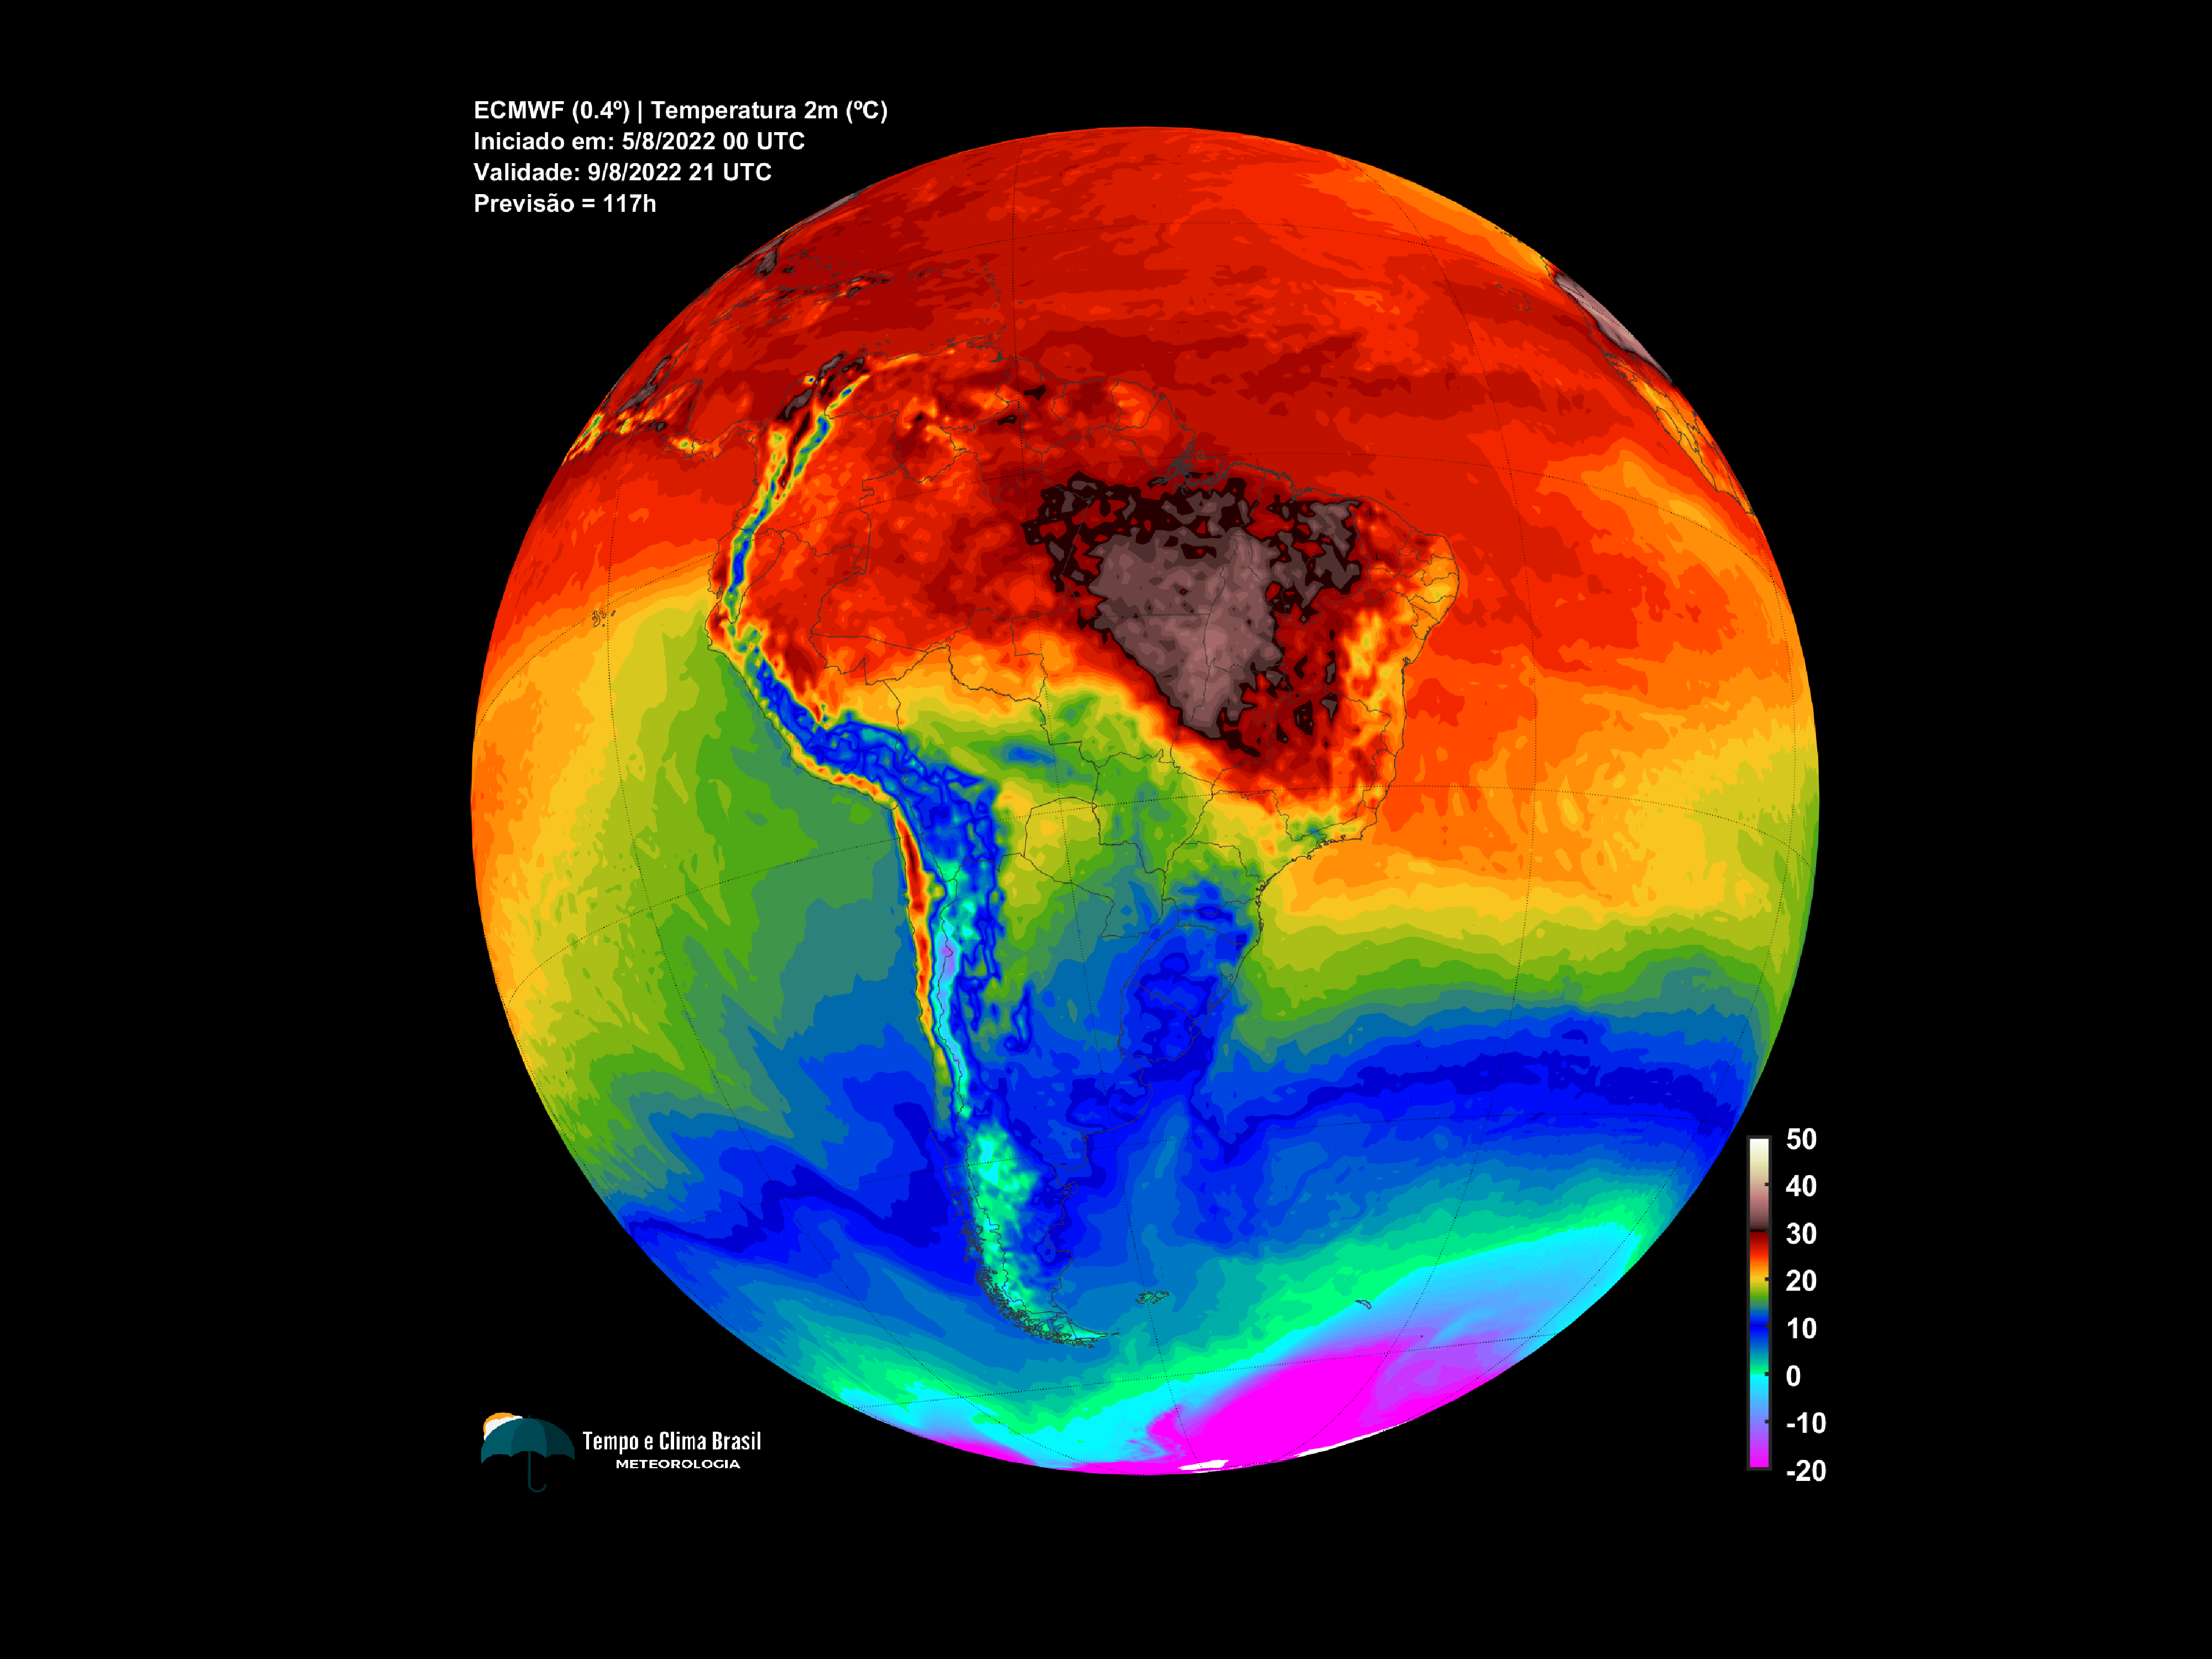 ECMWF (0.4º) | Temperatura 2m (ºC)
Iniciado em: 5/8/2022 00 UTC
Validade: 9/8/2022 21 UTC
Previsão = 117h
50
40
30
20
10
0
-10
-20
Tempo e Clima Brasil
METEOROLOGIA